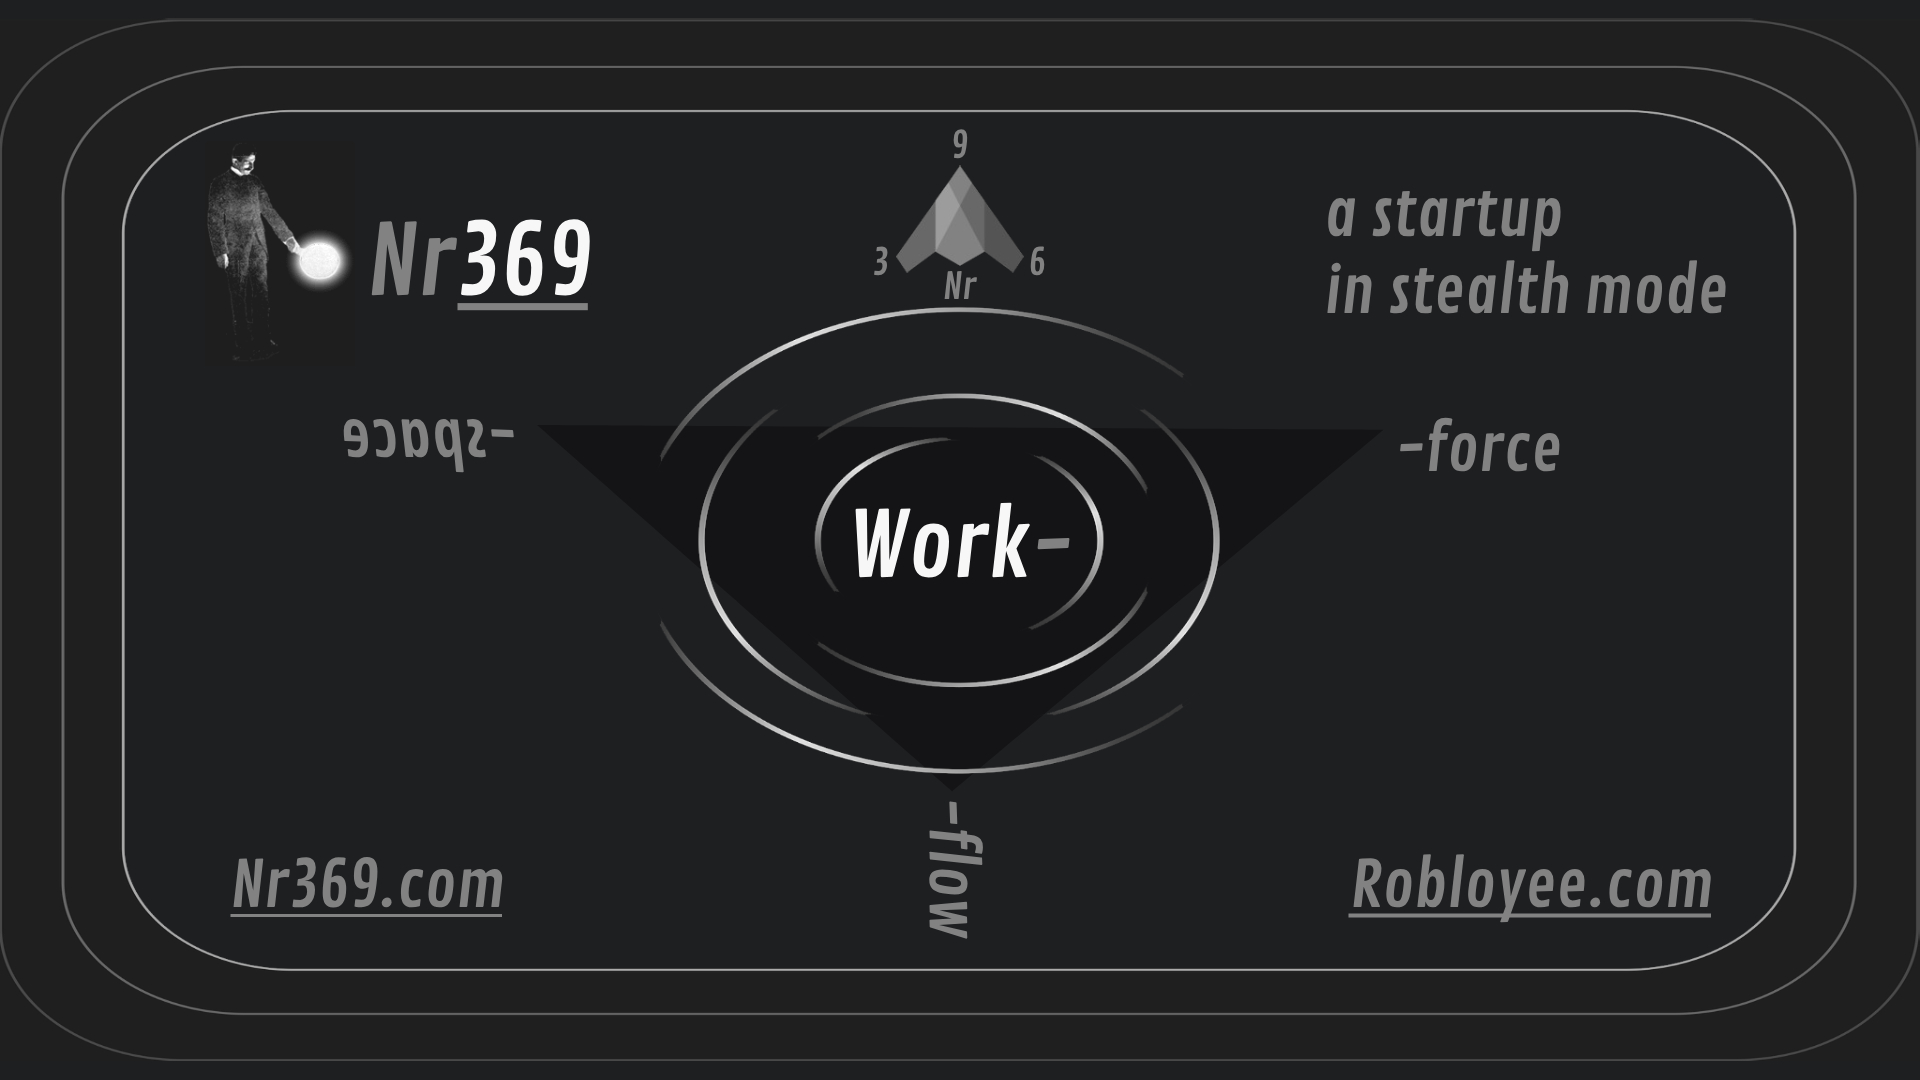 9
Nr369
3
6
Nr
a startup
in stealth mode
-space
-force
Work-
-flow
Nr369.com
Robloyee.com